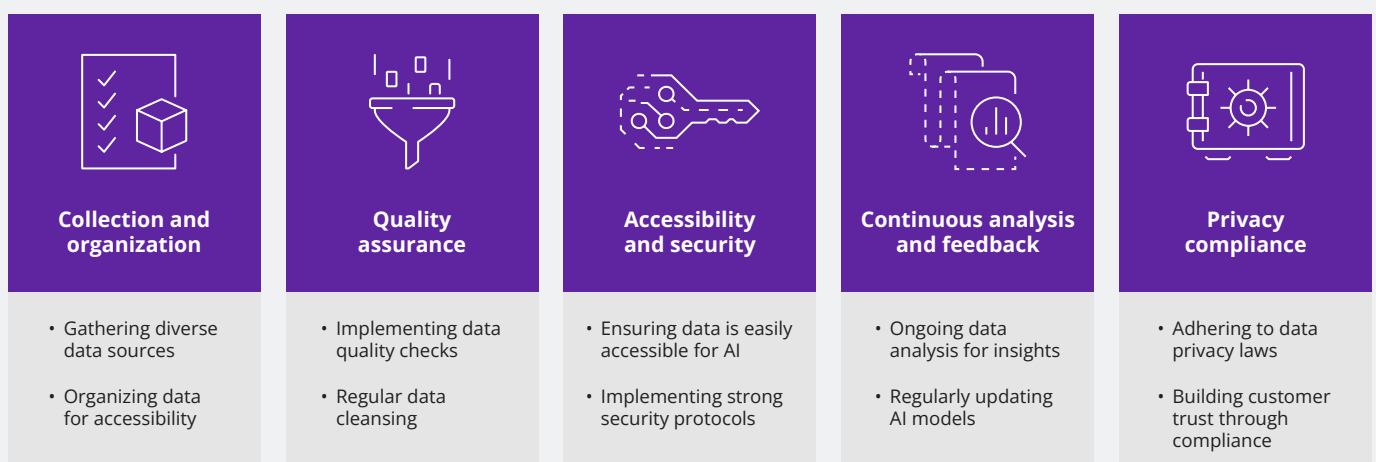 Collection and
organization
• Gathering diverse
data sources
• Organizing data
for accessibility
Quality
assurance
• Implementing data
quality checks
• Regular data
cleansing
Accessibility
and security
• Ensuring data is easily
accessible for AI
• Implementing strong
security protocols
Continuous analysis
and feedback
• Ongoing data
analysis for insights
• Regularly updating
AI models
Privacy
compliance
• Adhering to data
privacy laws
• Building customer
trust through
compliance